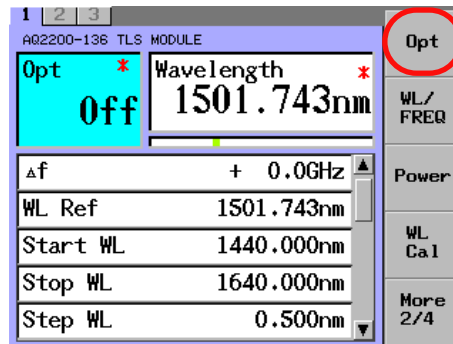 1 2 3
AQ2200-136 TLS MODULE
Opt *
Off
Wavelength *
1501.743nm
Δf + 0.0GHz
WL Ref 1501.743nm
Start WL 1440.000nm
Stop WL 1640.000nm
Step WL 0.500nm
Opt
WL/
FREQ
Power
WL
Cal
More
2/4